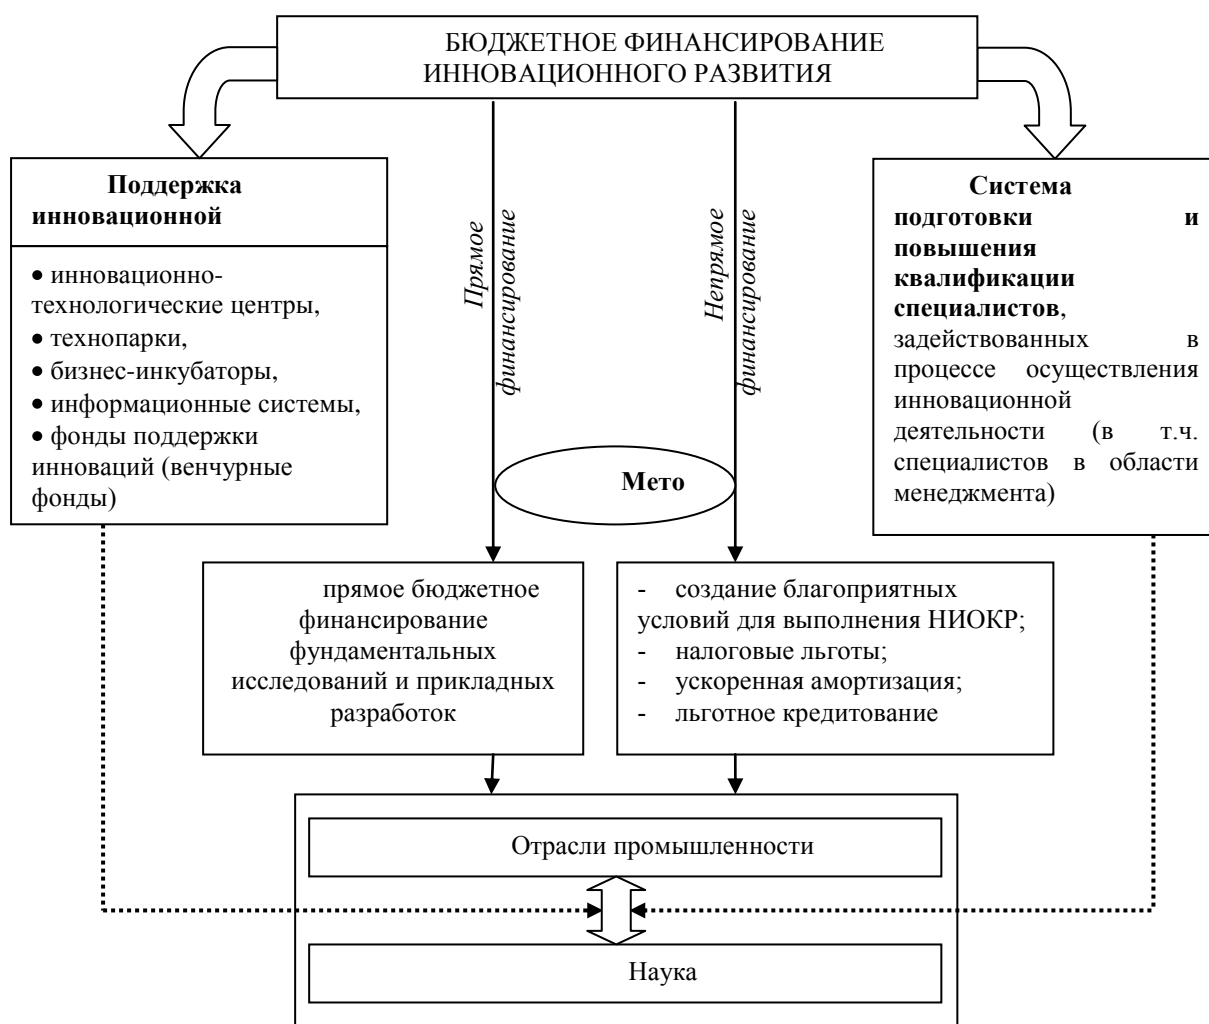 БЮДЖЕТНОЕ ФИНАНСИРОВАНИЕ
ИННОВАЦИОННОГО РАЗВИТИЯ
Поддержка
инновационной
• инновационно-
технологические центры,
• технопарки,
• бизнес-инкубаторы,
• информационные системы,
• фонды поддержки
инноваций (венчурные
фонды)
Прямое
финансирование
Непрямое
финансирование
Система
подготовки и
повышения
квалификации
специалистов,
задействованных в
процессе осуществления
инновационной
деятельности (в т.ч.
специалистов в области
менеджмента)
Мето
прямое бюджетное
финансирование
фундаментальных
исследований и прикладных
разработок
- создание благоприятных
условий для выполнения НИОКР;
- налоговые льготы;
- ускоренная амортизация;
- льготное кредитование
Отрасли промышленности
Наука